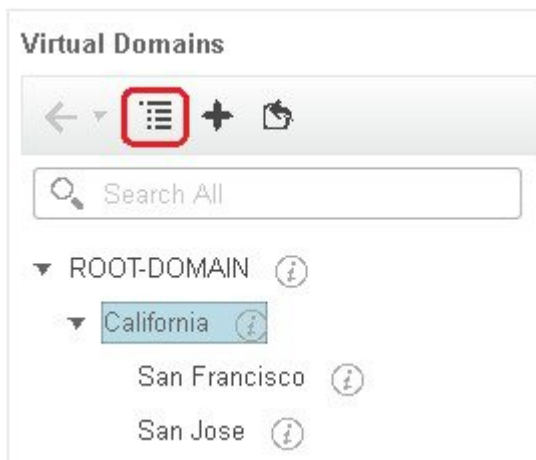 Virtual Domains
Search All
ROOT-DOMAIN
California
San Francisco
San Jose